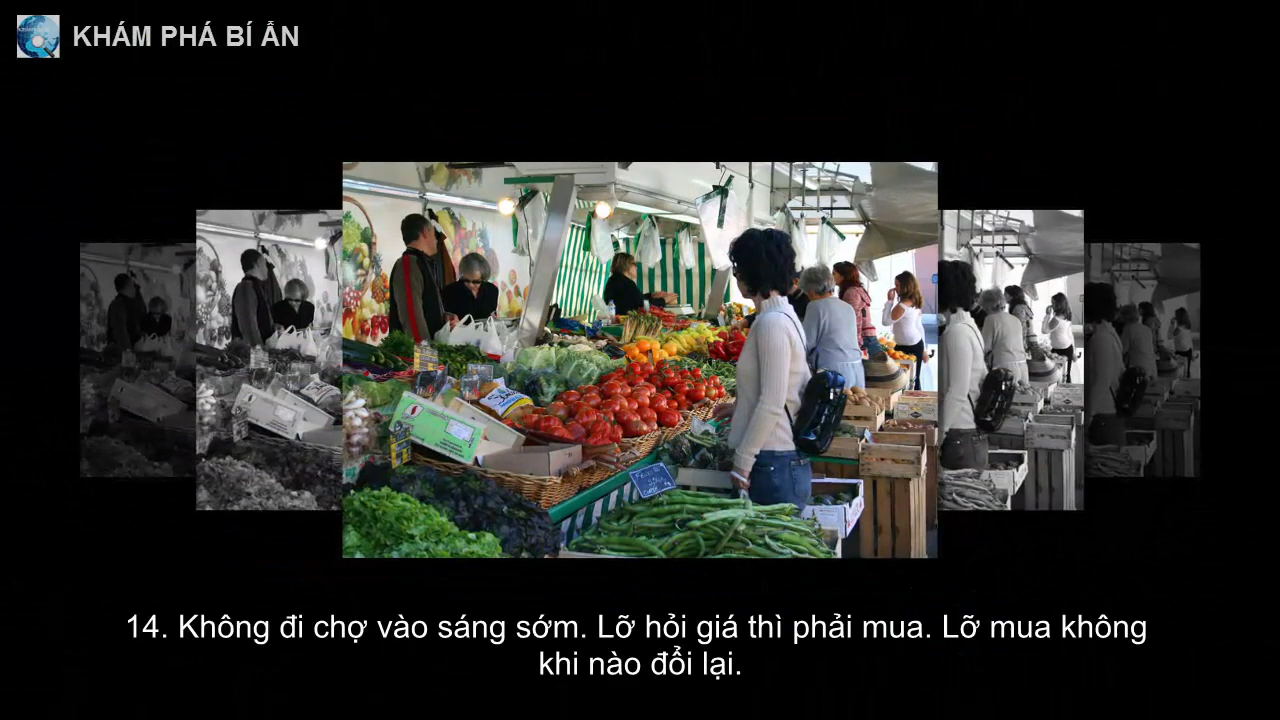 KHÁM PHÁ BÍ ẨN
14. Không đi chợ vào sáng sớm. Lỡ hỏi giá thì phải mua. Lỡ mua không
khi nào đổi lại.